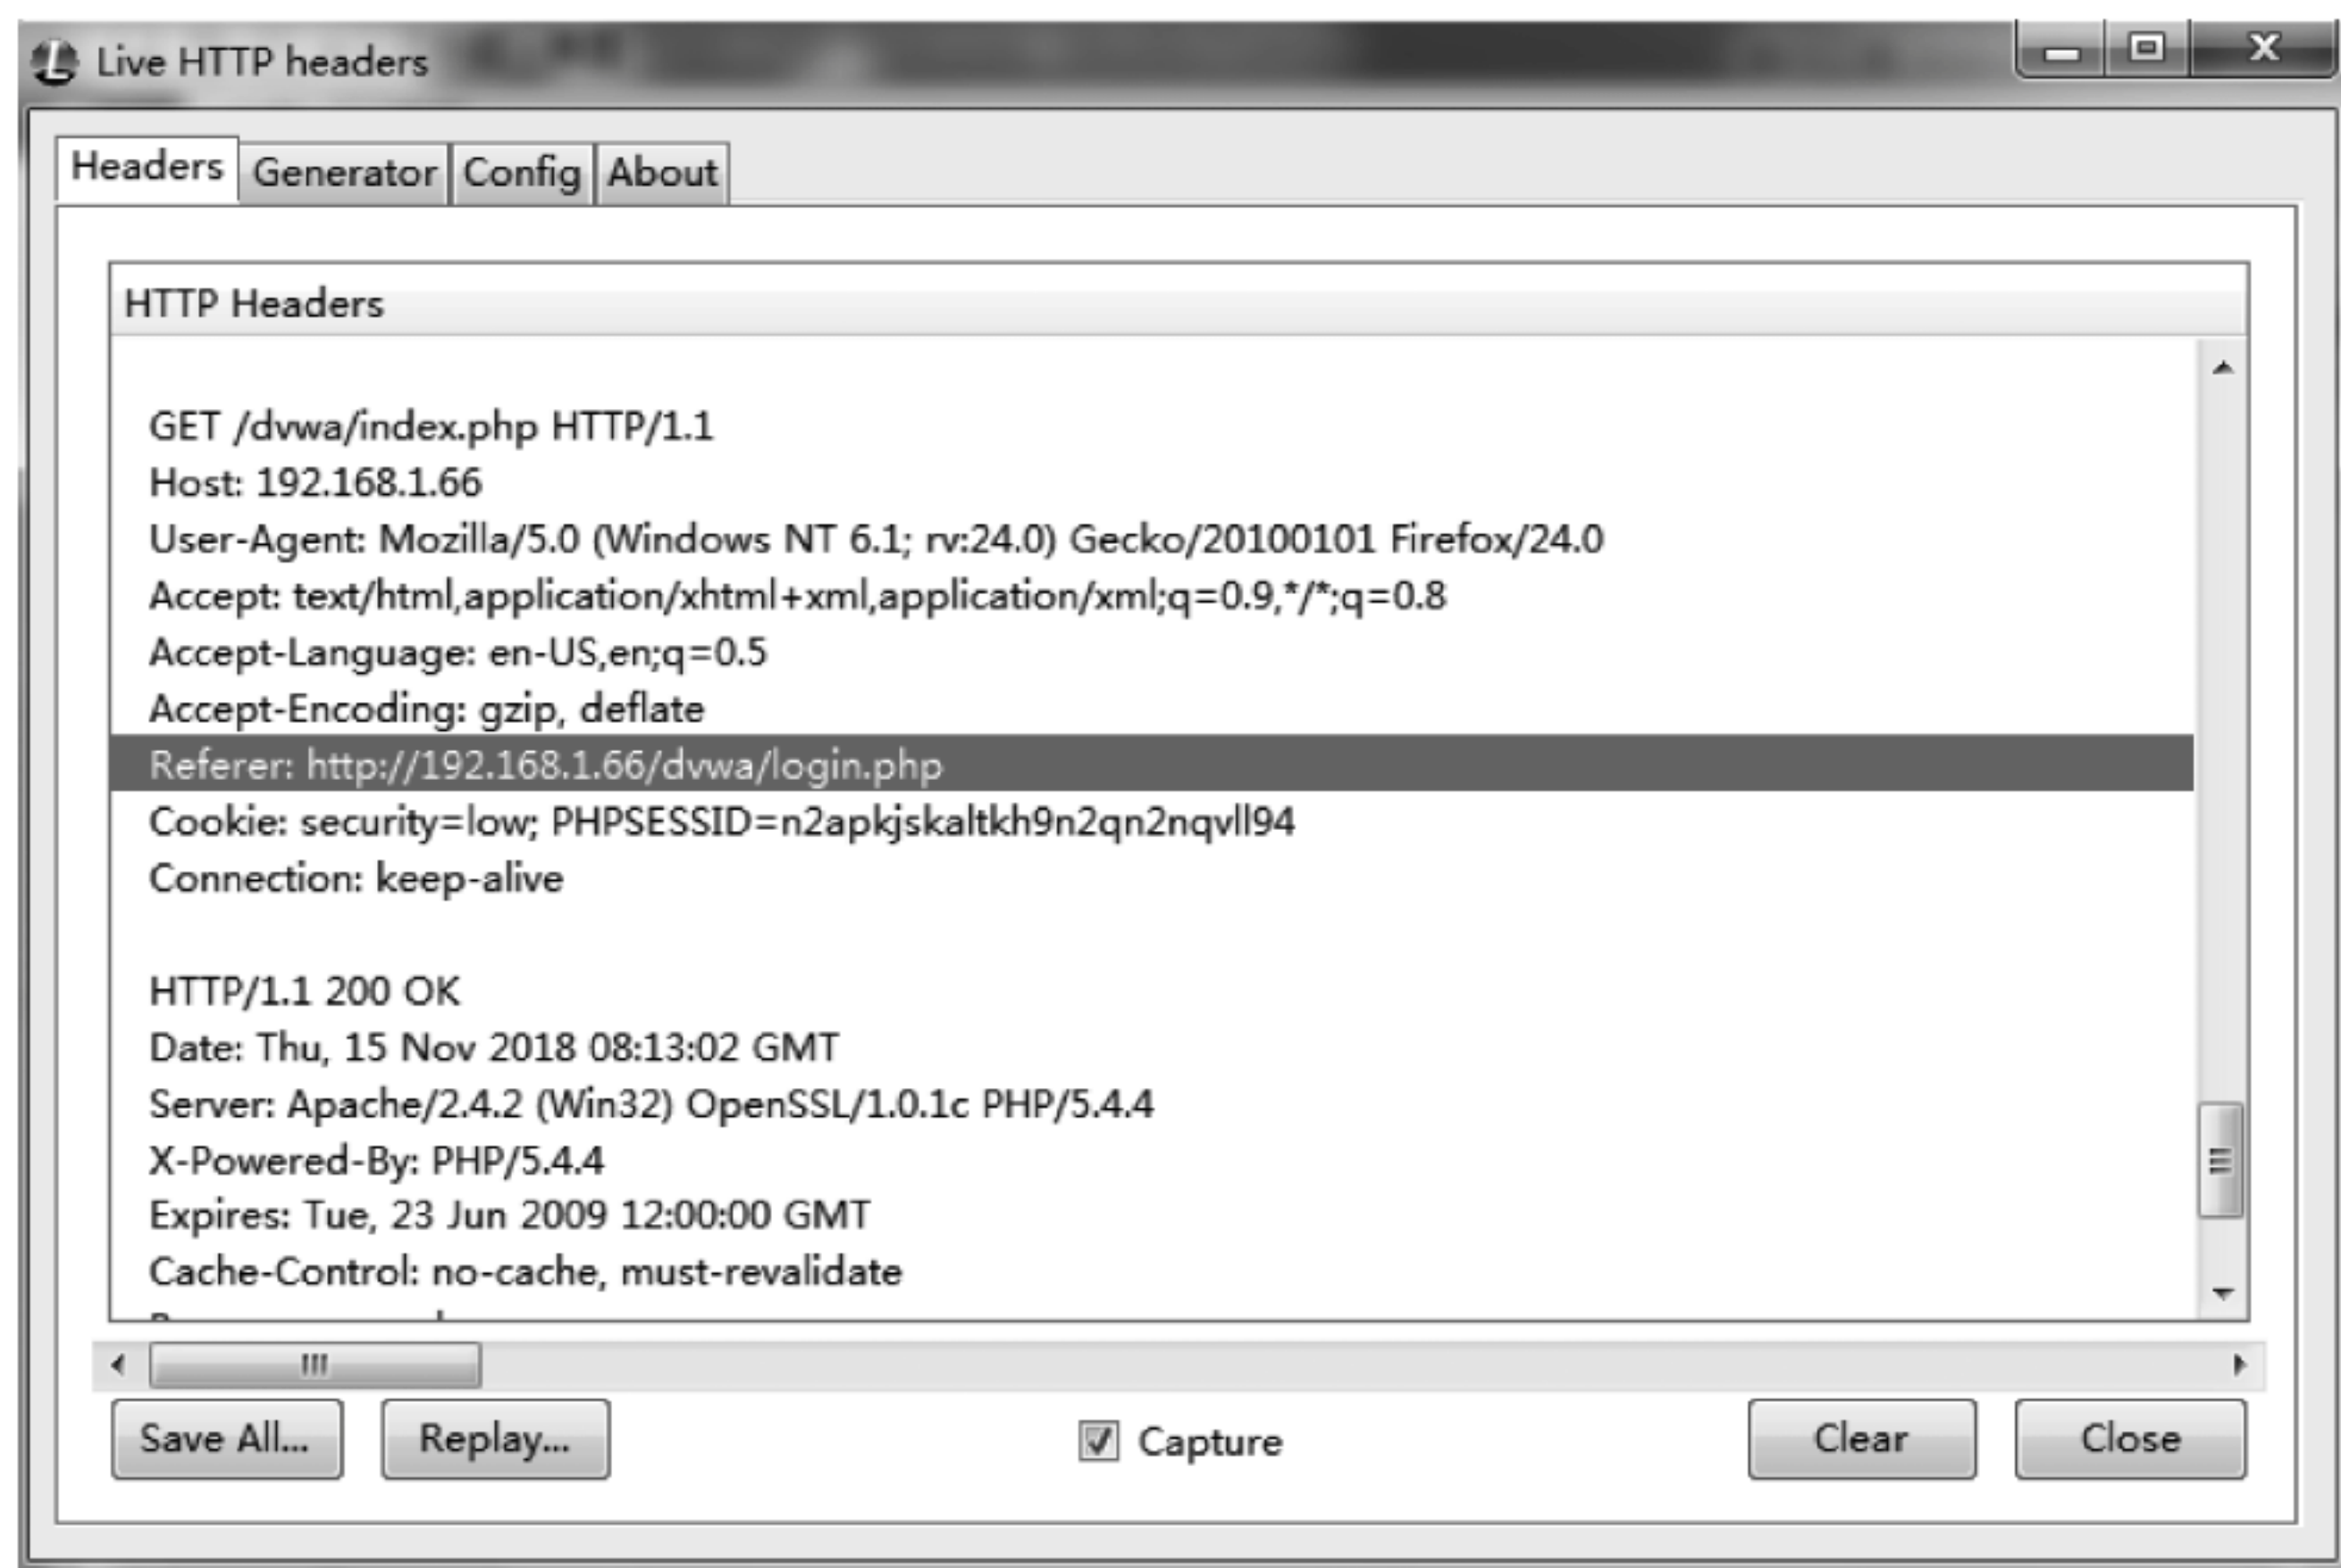 Live HTTP headers
Headers Generator Config About
HTTP Headers
GET /dvwa/index.php HTTP/1.1
Host: 192.168.1.66
User-Agent: Mozilla/5.0 (Windows NT 6.1; rv:24.0) Gecko/20100101 Firefox/24.0
Accept: text/html,application/xhtml+xml,application/xml;q=0.9,*/*;q=0.8
Accept-Language: en-US,en;q=0.5
Accept-Encoding: gzip, deflate
Referer: http://192.168.1.66/dvwa/login.php
Cookie: security=low; PHPSESSID=n2apkjskaltkh9n2qn2nqvll94
Connection: keep-alive
HTTP/1.1 200 OK
Date: Thu, 15 Nov 2018 08:13:02 GMT
Server: Apache/2.4.2 (Win32) OpenSSL/1.0.1c PHP/5.4.4
X-Powered-By: PHP/5.4.4
Expires: Tue, 23 Jun 2009 12:00:00 GMT
Cache-Control: no-cache, must-revalidate
Save All... Replay... Capture Clear Close